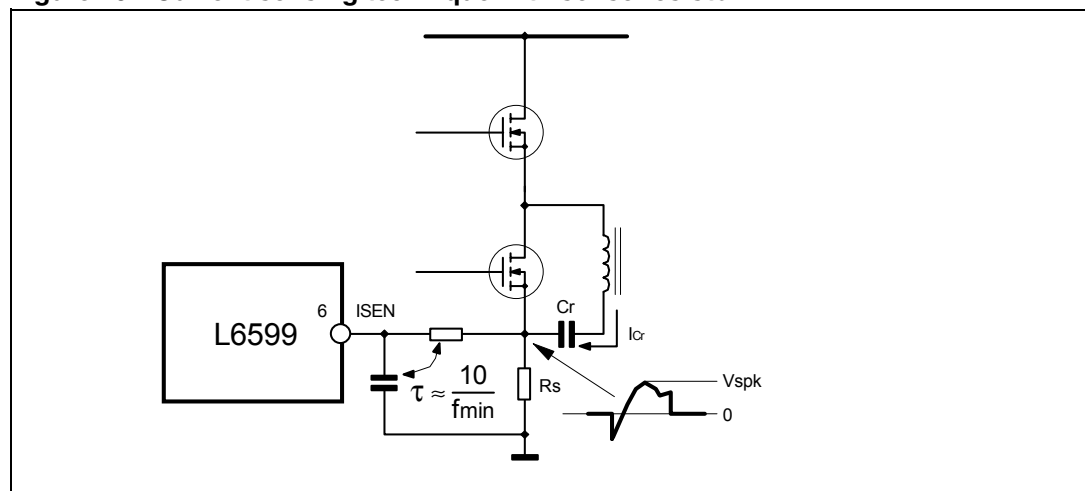 Cr
6 ISEN
L6599
ICr
τ ≈ 10
fmin
Rs
Vspk
0